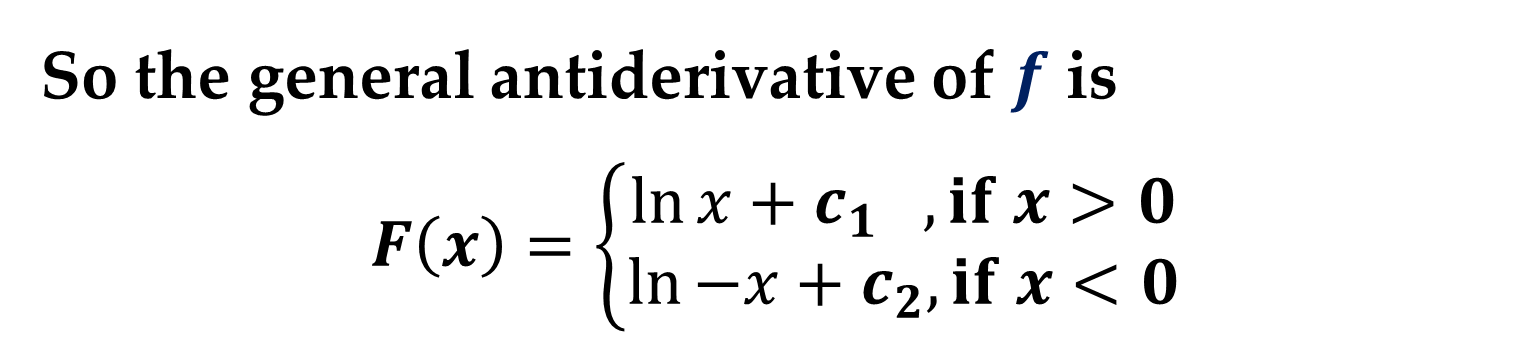 So the general antiderivative of f is
F(x) = { ln x + c₁ , if x > 0
ln −x + c₂, if x < 0